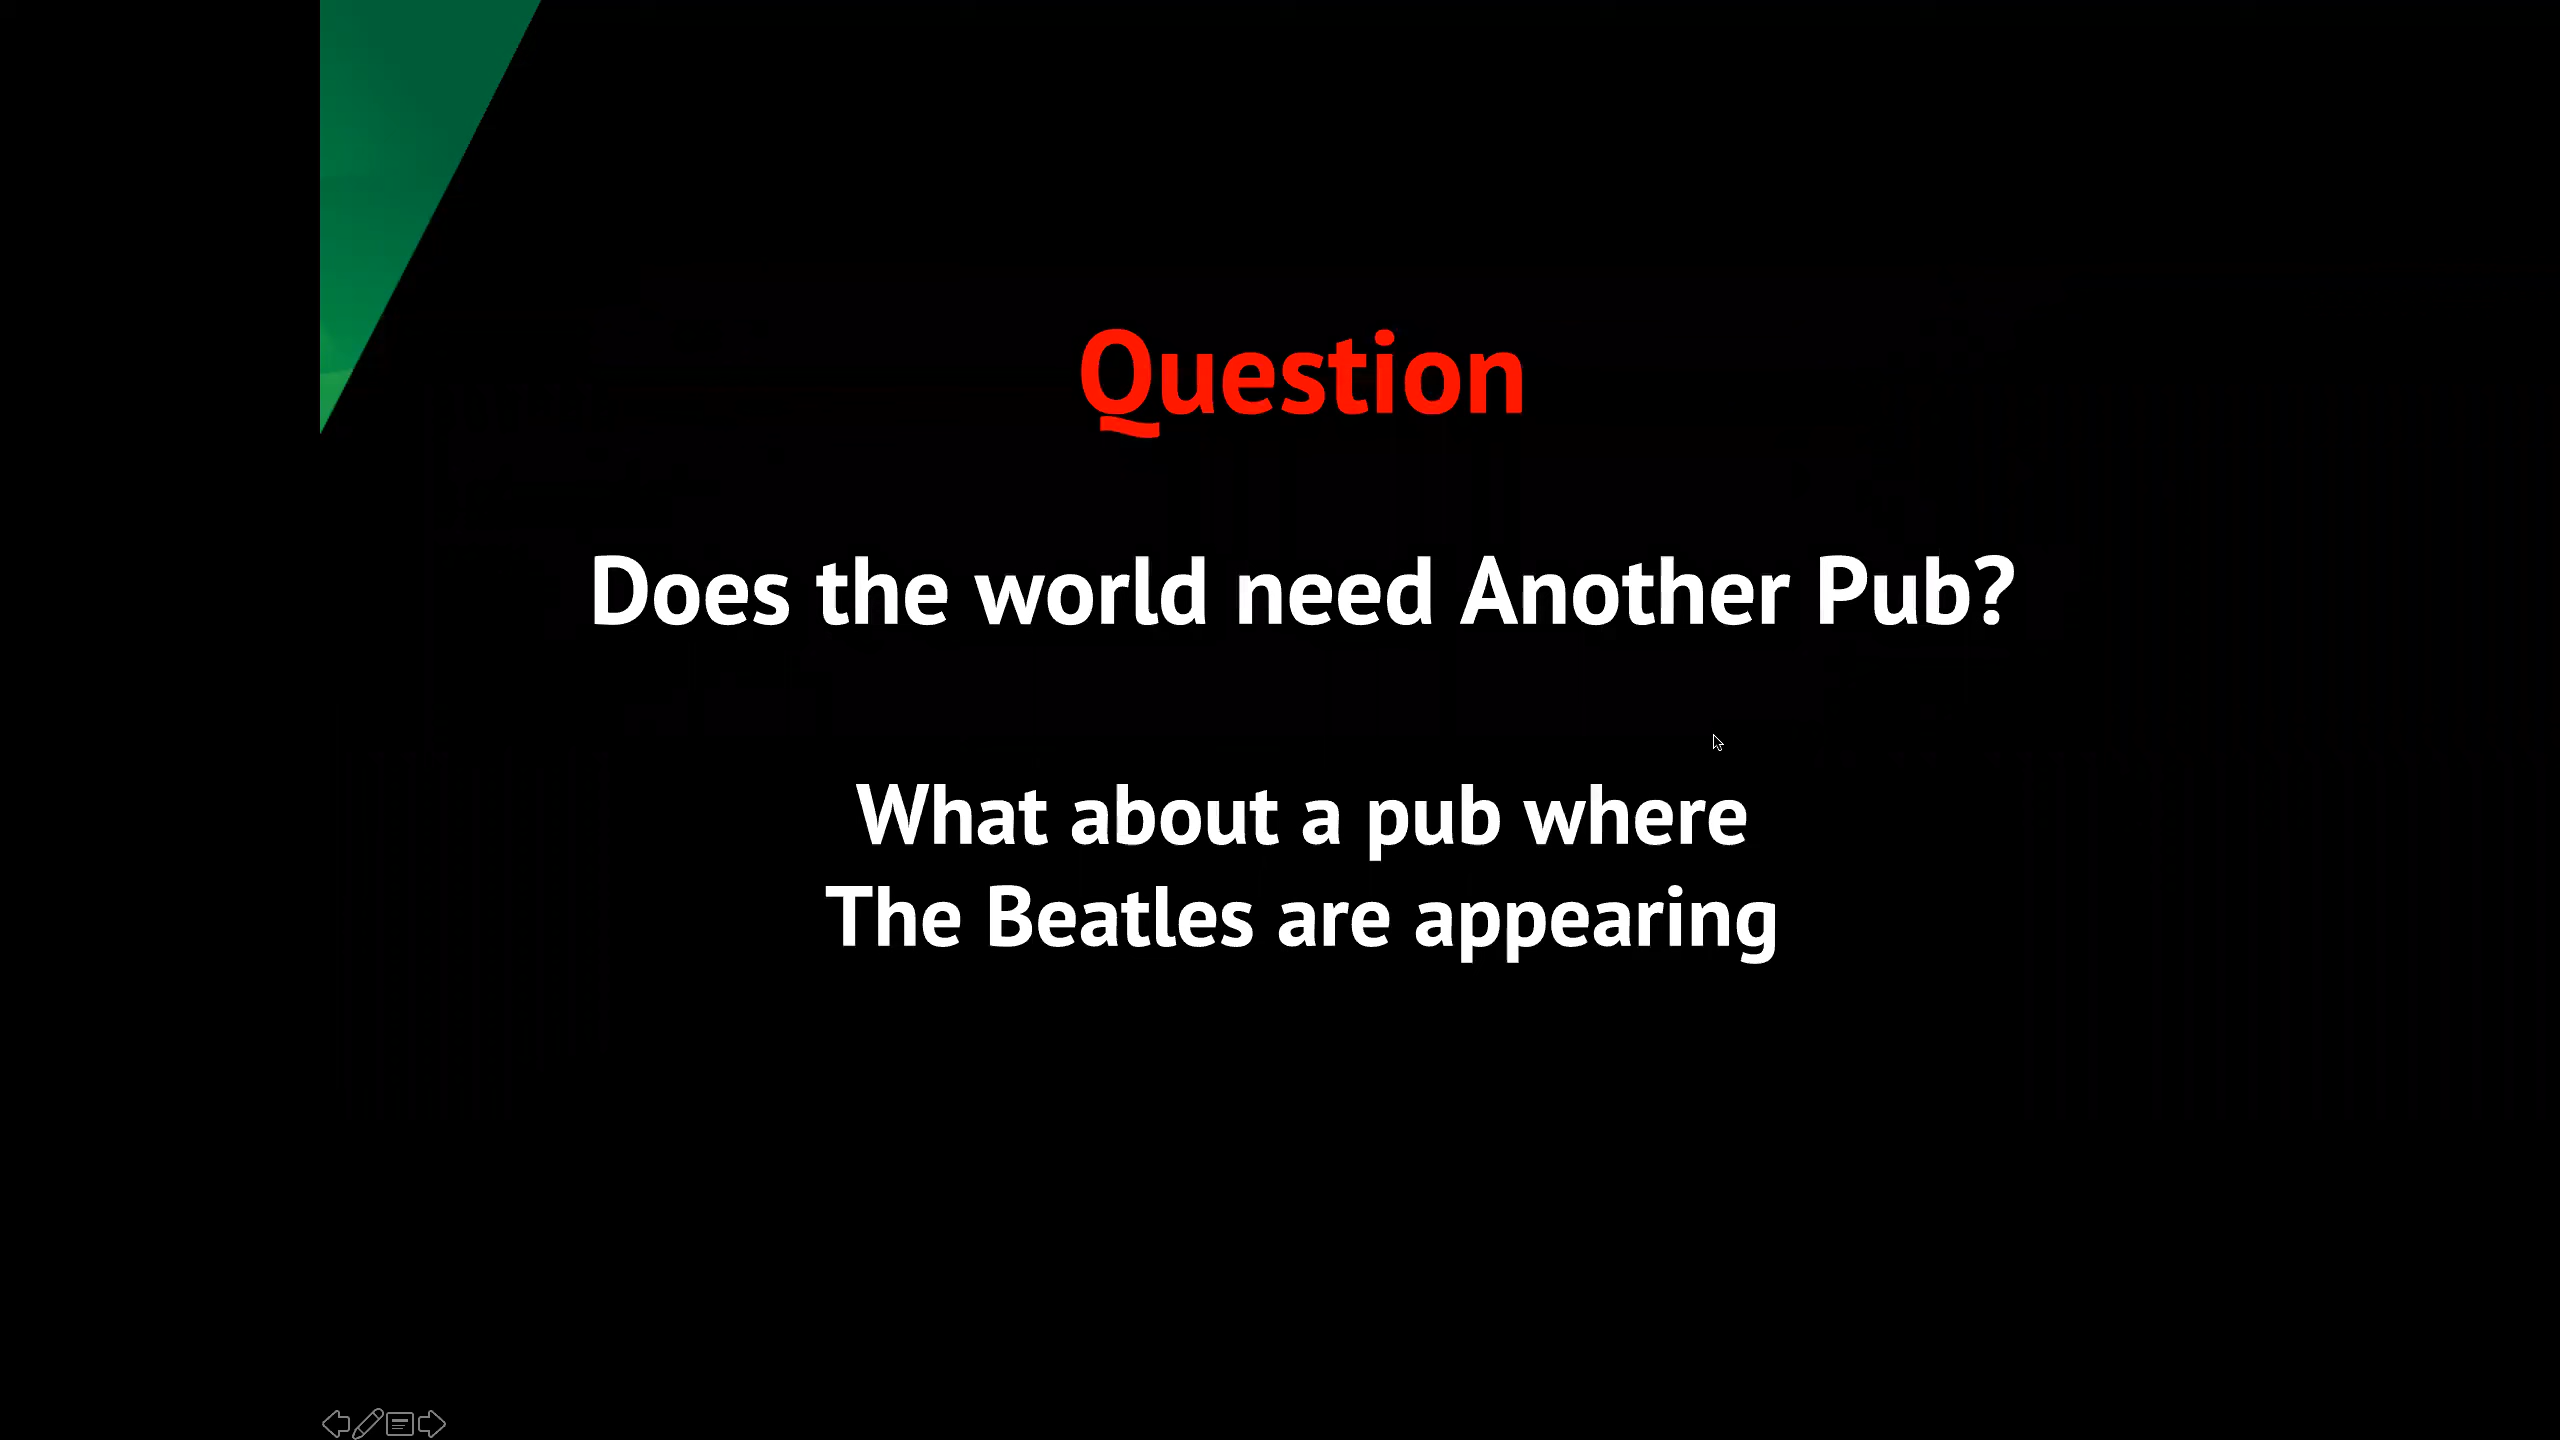 Question
Does the world need Another Pub?
What about a pub where
The Beatles are appearing